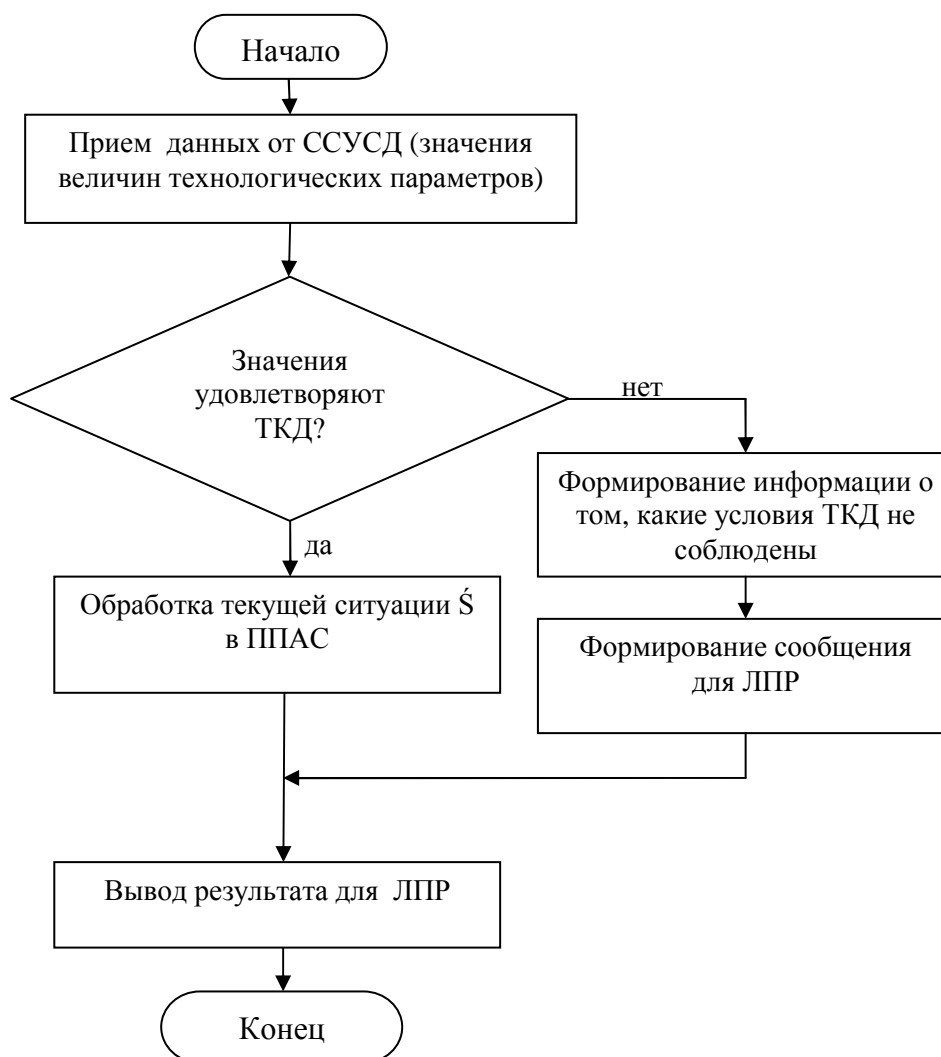 Начало
Прием данных от ССУСД (значения
величин технологических параметров)
Значения
удовлетворяют
ТКД?
нет
да
Формирование информации о
том, какие условия ТКД не
соблюдены
Обработка текущей ситуации Ś
в ППАС
Формирование сообщения
для ЛПР
Вывод результата для ЛПР
Конец